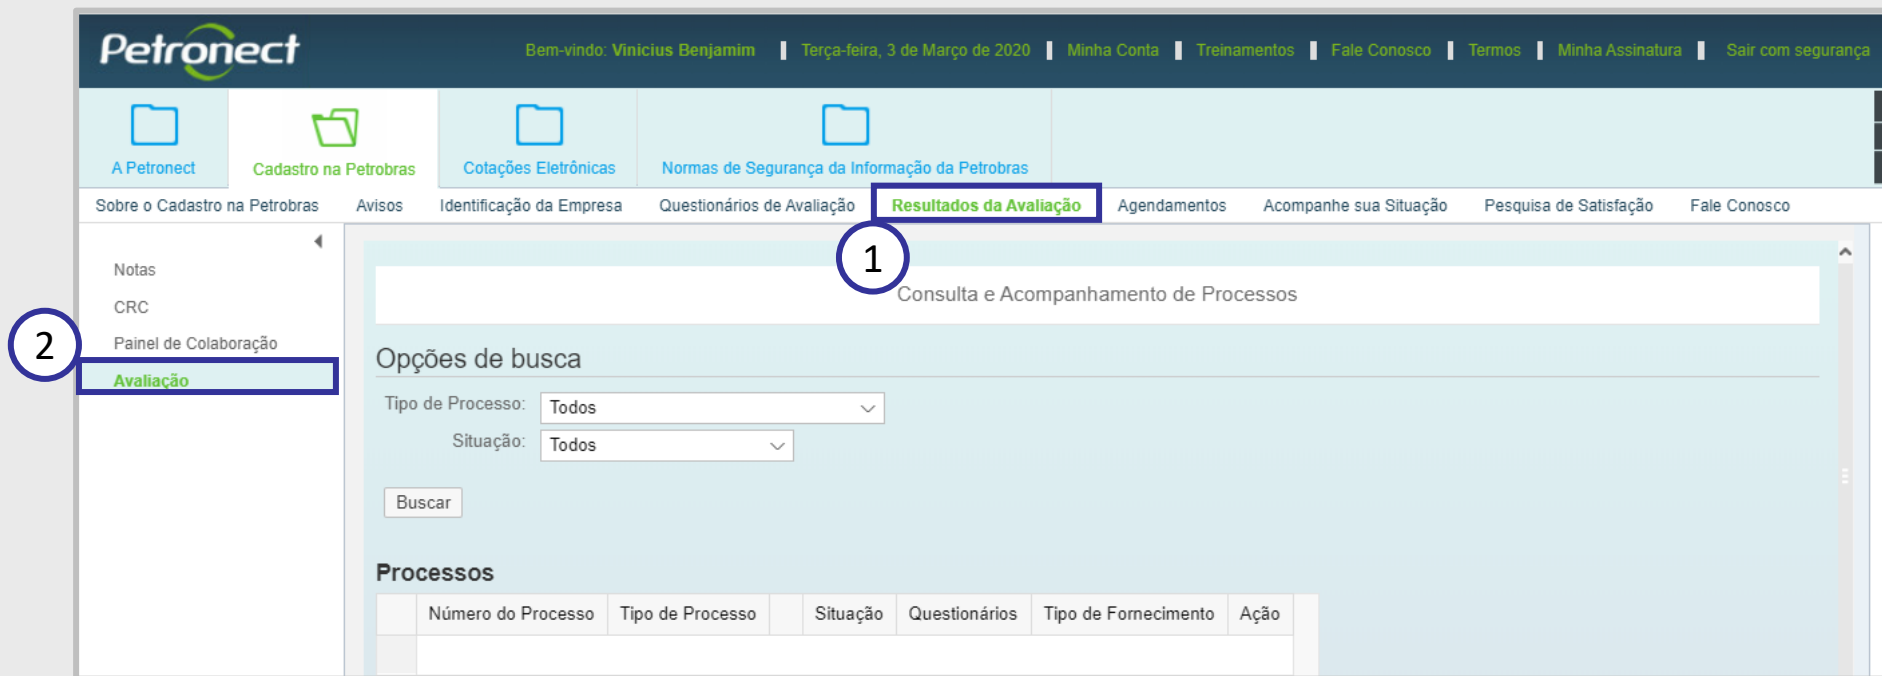 Petronect
Bem-vindo: Vinicius Benjamim | Terça-feira, 3 de Março de 2020 | Minha Conta | Treinamentos | Fale Conosco | Termos | Minha Assinatura | Sair com segurança
A Petronect
Cadastro na Petrobras
Cotações Eletrônicas
Normas de Segurança da Informação da Petrobras
Sobre o Cadastro na Petrobras Avisos Identificação da Empresa Questionários de Avaliação Resultados da Avaliação Agendamentos Acompanhe sua Situação Pesquisa de Satisfação Fale Conosco
1
Notas
CRC
Painel de Colaboração
2
Avaliação
Consulta e Acompanhamento de Processos
Opções de busca
Tipo de Processo: Todos
Situação: Todos
Buscar
Processos
Número do Processo Tipo de Processo Situação Questionários Tipo de Fornecimento Ação